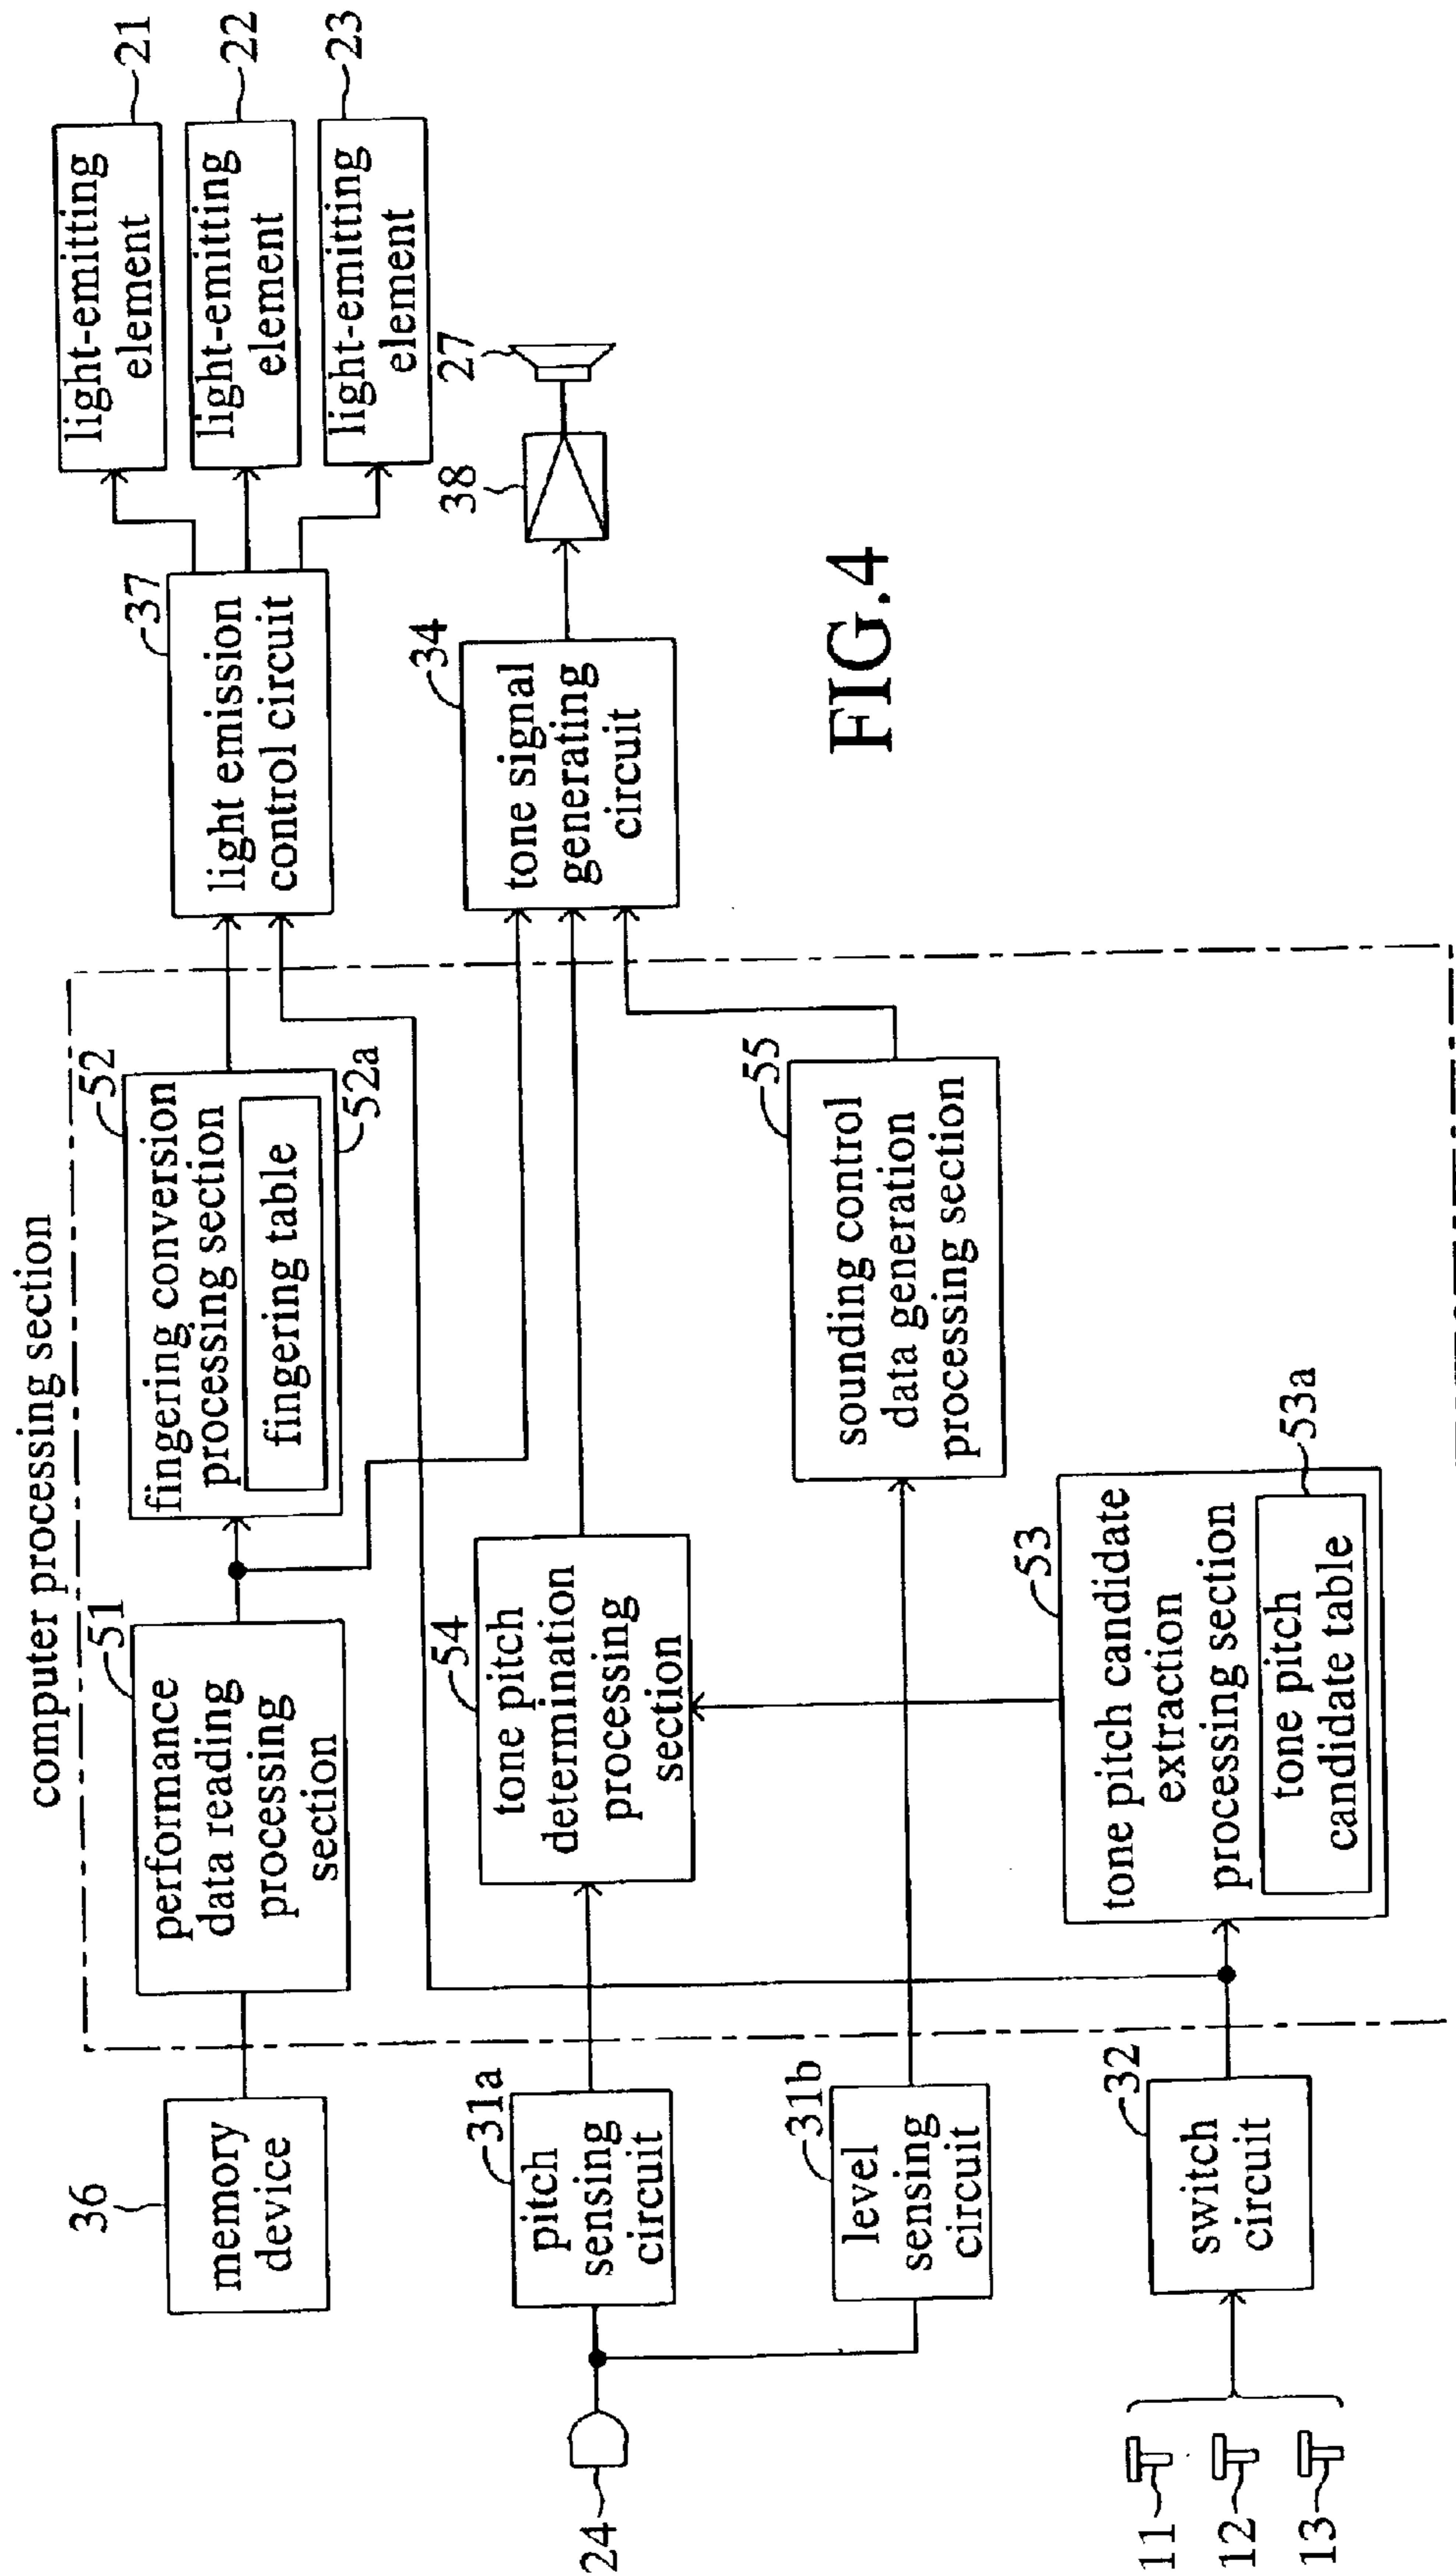 computer processing section
36
memory
device
51
performance
data reading
processing
section
52
fingering conversion
processing section
fingering table
52a
37
light emission
control circuit
light-emitting
element
21
light-emitting
element
22
light-emitting
element
23
24
31a
pitch
sensing
circuit
54
tone pitch
determination
processing
section
34
tone signal
generating
circuit
38
27
31b
level
sensing
circuit
55
sounding control
data generation
processing section
11
12
13
32
switch
circuit
53
tone pitch candidate
extraction
processing section
tone pitch
candidate table
53a
FIG.4